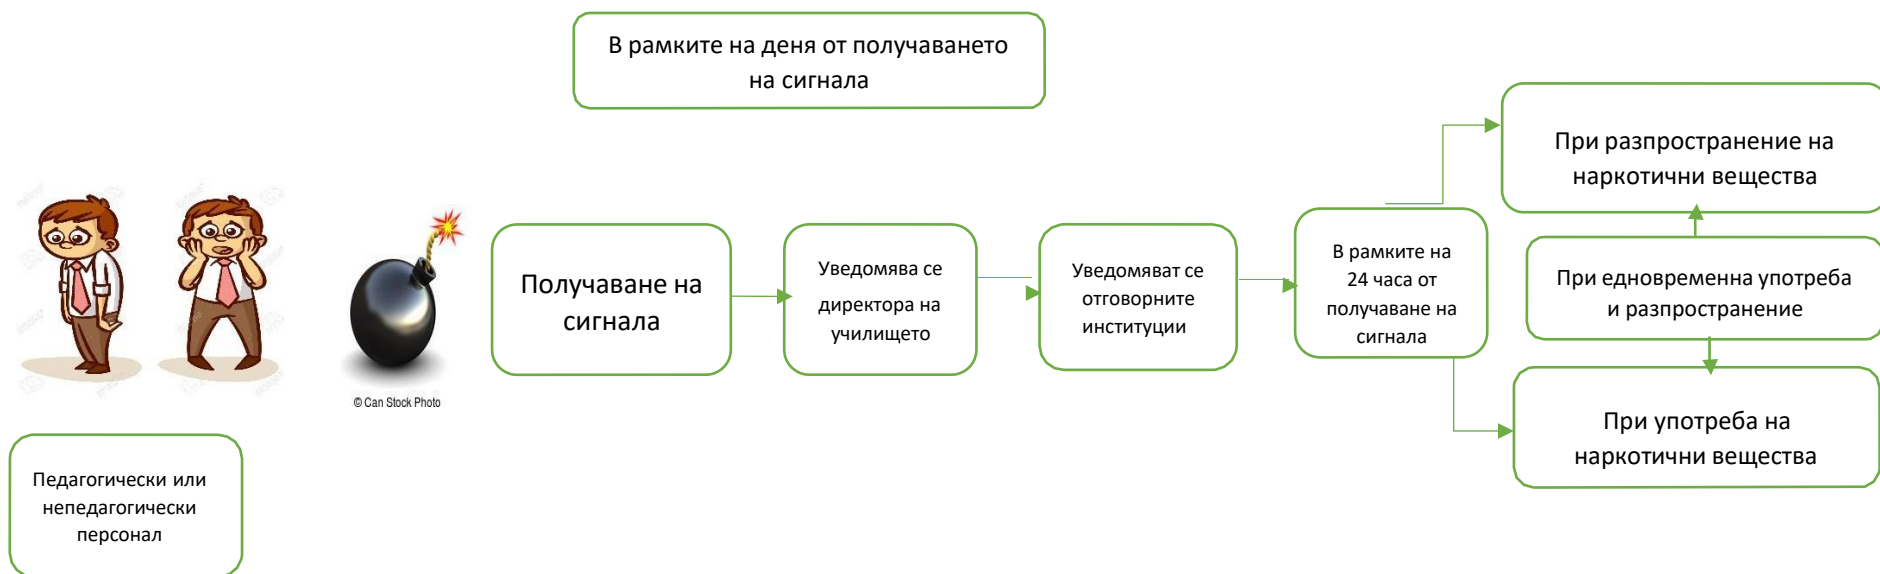 В рамките на деня от получаването
на сигнала
При разпространение на
наркотични вещества
Получаване на
сигнала
Уведомява се
директора на
училището
Уведомяват се
отговорните
институции
В рамките на
24 часа от
получаване на
сигнала
При едновременна употреба
и разпространение
При употреба на
наркотични вещества
© Can Stock Photo
Педагогически или
непедагогически
персонал